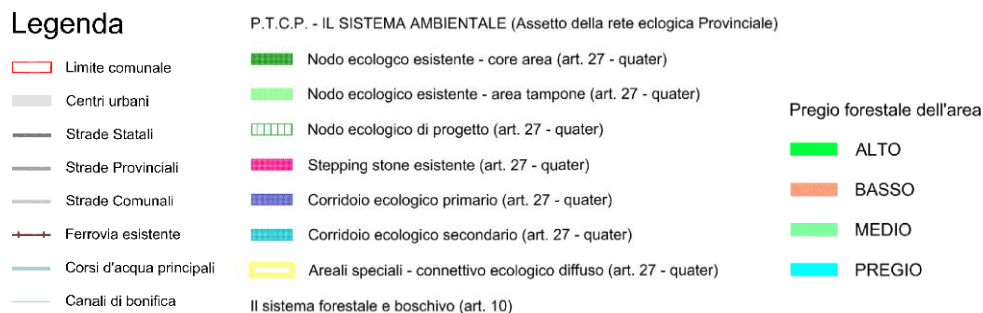 Legenda
Limite comunale
Centri urbani
Strade Statali
Strade Provinciali
Strade Comunali
Ferrovia esistente
Corsi d'acqua principali
Canali di bonifica
P.T.C.P. - IL SISTEMA AMBIENTALE (Assetto della rete eclogica Provinciale)
Nodo ecologco esistente - core area (art. 27 - quater)
Nodo ecologico esistente - area tampone (art. 27 - quater)
Nodo ecologico di progetto (art. 27 - quater)
Stepping stone esistente (art. 27 - quater)
Corridoio ecologico primario (art. 27 - quater)
Corridoio ecologico secondario (art. 27 - quater)
Areali speciali - connettivo ecologico diffuso (art. 27 - quater)
Il sistema forestale e boschivo (art. 10)
Pregio forestale dell'area
ALTO
BASSO
MEDIO
PREGIO